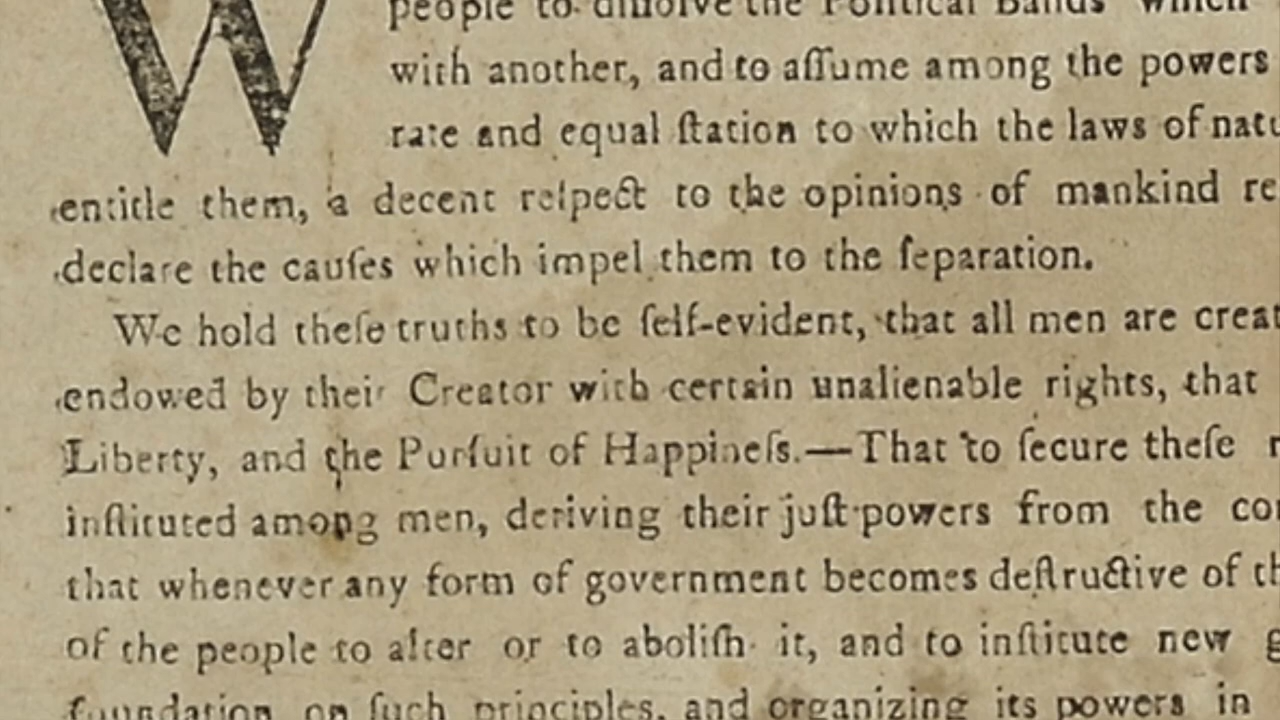 W people to diſſolve the Political Bands which
with another, and to aſſume among the powers
rate and equal ſtation to which the laws of natu
entitle them, a decent reſpect to the opinions of mankind re
declare the cauſes which impel them to the ſeparation.
We hold theſe truths to be ſelf-evident, that all men are creat
endowed by their Creator with certain unalienable rights, that
Liberty, and the Purſuit of Happineſs.—That to ſecure theſe r
inſtituted among men, deriving their juſt powers from the con
that whenever any form of government becomes deſtructive of th
of the people to alter or to aboliſh it, and to inſtitute new g
foundation on ſuch principles, and organizing its powers in